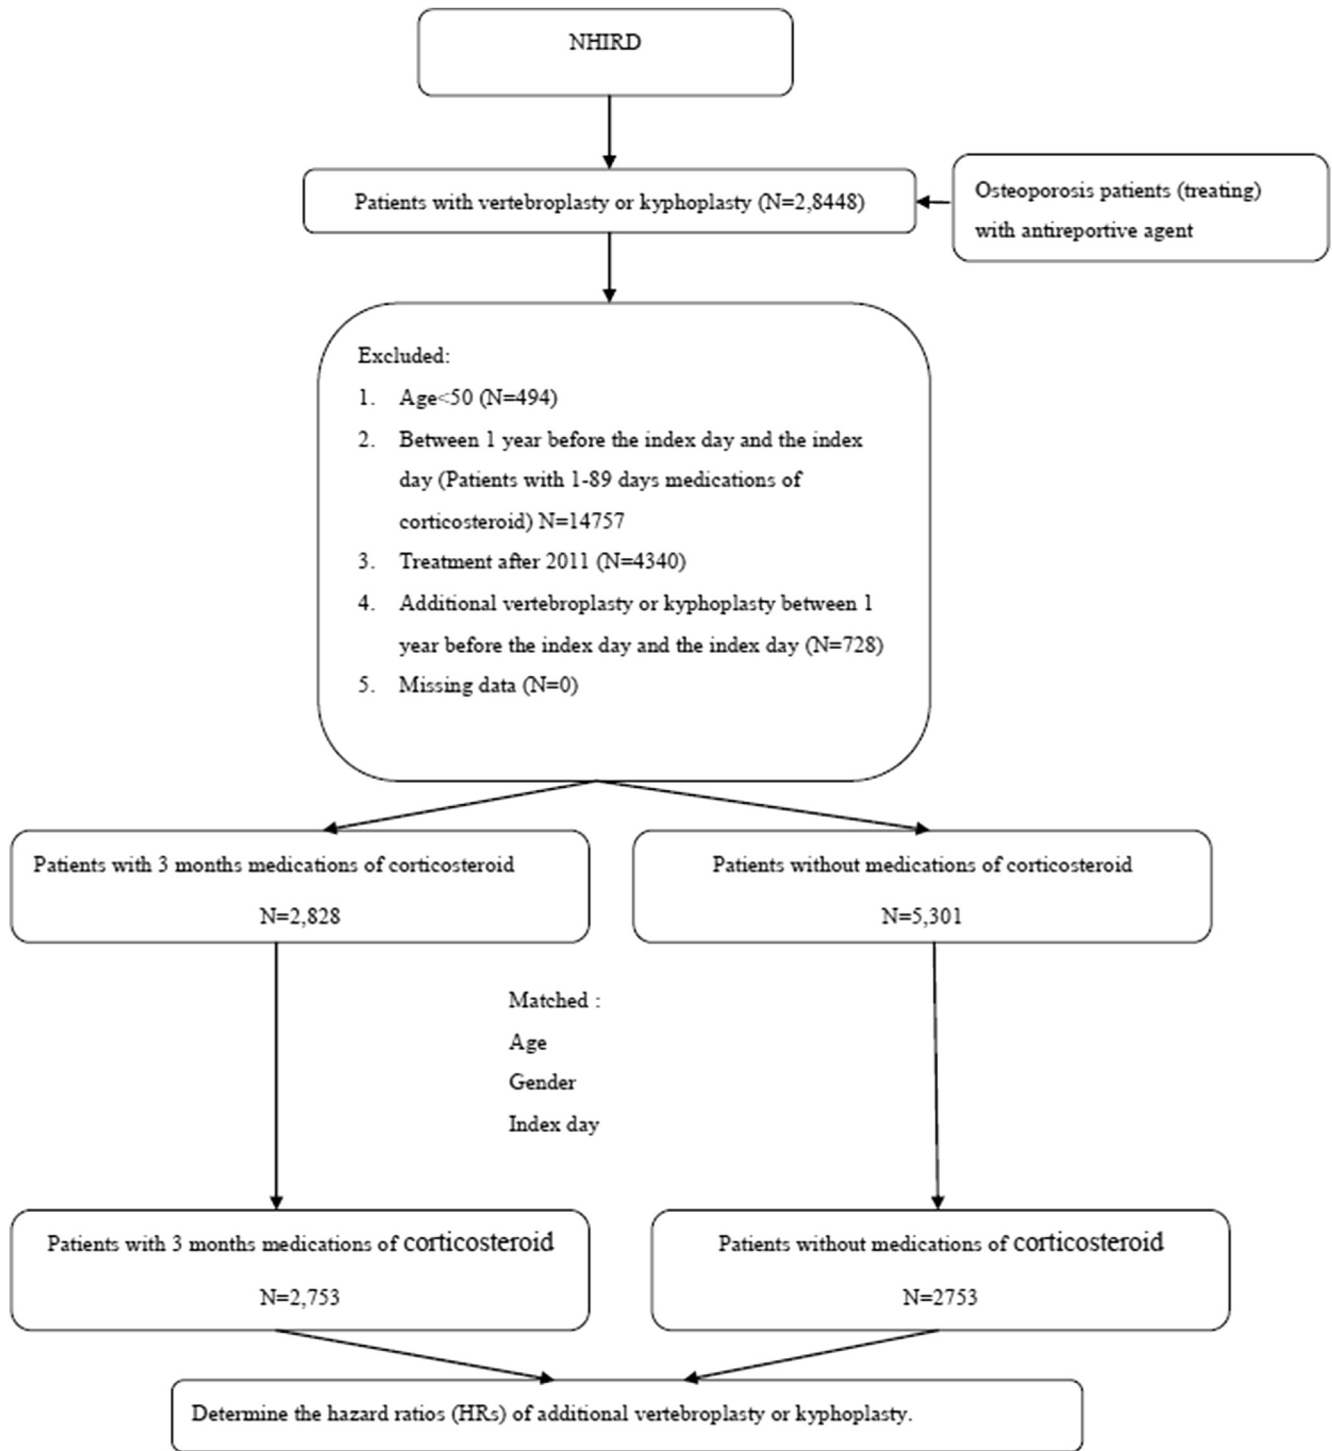 NHIRD
Patients with vertebroplasty or kyphoplasty (N=2,8448)
Osteoporosis patients (treating)
with antireportive agent
Excluded:
1. Age<50 (N=494)
2. Between 1 year before the index day and the index
day (Patients with 1-89 days medications of
corticosteroid) N=14757
3. Treatment after 2011 (N=4340)
4. Additional vertebroplasty or kyphoplasty between 1
year before the index day and the index day (N=728)
5. Missing data (N=0)
Patients with 3 months medications of corticosteroid
N=2,828
Patients without medications of corticosteroid
N=5,301
Matched :
Age
Gender
Index day
Patients with 3 months medications of corticosteroid
N=2,753
Patients without medications of corticosteroid
N=2753
Determine the hazard ratios (HRs) of additional vertebroplasty or kyphoplasty.